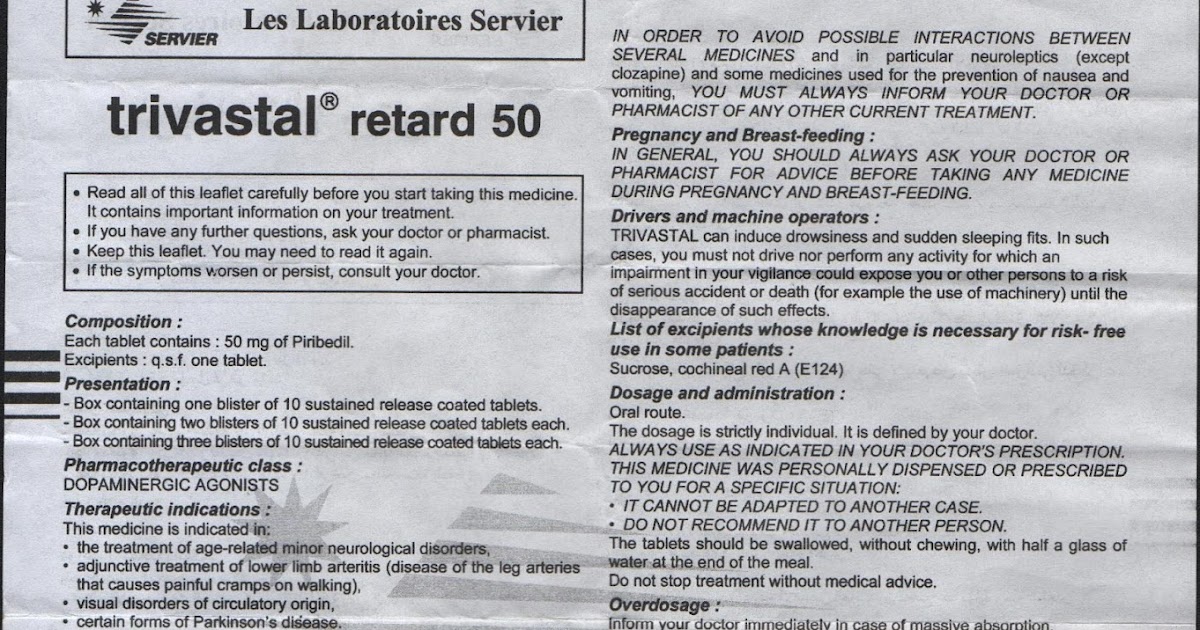 SERVIER
Les Laboratoires Servier
trivastal® retard 50
• Read all of this leaflet carefully before you start taking this medicine.
It contains important information on your treatment.
• If you have any further questions, ask your doctor or pharmacist.
• Keep this leaflet. You may need to read it again.
• If the symptoms worsen or persist, consult your doctor.
Composition :
Each tablet contains : 50 mg of Piribedil.
Excipients : q.s.f. one tablet.
Presentation :
- Box containing one blister of 10 sustained release coated tablets.
- Box containing two blisters of 10 sustained release coated tablets each.
- Box containing three blisters of 10 sustained release coated tablets each.
Pharmacotherapeutic class :
DOPAMINERGIC AGONISTS
Therapeutic indications :
This medicine is indicated in:
• the treatment of age-related minor neurological disorders,
• adjunctive treatment of lower limb arteritis (disease of the leg arteries
that causes painful cramps on walking),
• visual disorders of circulatory origin,
• certain forms of Parkinson's disease.
IN ORDER TO AVOID POSSIBLE INTERACTIONS BETWEEN
SEVERAL MEDICINES and in particular neuroleptics (except
clozapine) and some medicines used for the prevention of nausea and
vomiting, YOU MUST ALWAYS INFORM YOUR DOCTOR OR
PHARMACIST OF ANY OTHER CURRENT TREATMENT.
Pregnancy and Breast-feeding :
IN GENERAL, YOU SHOULD ALWAYS ASK YOUR DOCTOR OR
PHARMACIST FOR ADVICE BEFORE TAKING ANY MEDICINE
DURING PREGNANCY AND BREAST-FEEDING.
Drivers and machine operators :
TRIVASTAL can induce drowsiness and sudden sleeping fits. In such
cases, you must not drive nor perform any activity for which an
impairment in your vigilance could expose you or other persons to a risk
of serious accident or death (for example the use of machinery) until the
disappearance of such effects.
List of excipients whose knowledge is necessary for risk- free
use in some patients :
Sucrose, cochineal red A (E124)
Dosage and administration :
Oral route.
The dosage is strictly individual. It is defined by your doctor.
ALWAYS USE AS INDICATED IN YOUR DOCTOR'S PRESCRIPTION.
THIS MEDICINE WAS PERSONALLY DISPENSED OR PRESCRIBED
TO YOU FOR A SPECIFIC SITUATION:
• IT CANNOT BE ADAPTED TO ANOTHER CASE.
• DO NOT RECOMMEND IT TO ANOTHER PERSON.
The tablets should be swallowed, without chewing, with half a glass of
water at the end of the meal.
Do not stop treatment without medical advice.
Overdosage :
Inform your doctor immediately in case of massive absorption